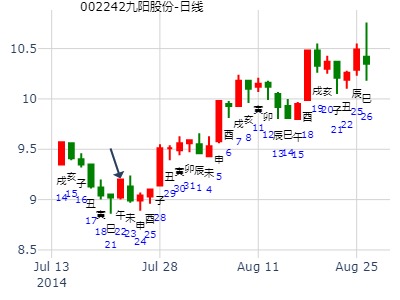 002242九阳股份-日线
10.5
10
9.5
9
8.5
戌 亥 子 丑 寅 巳 午 未 申 酉 子 丑 寅 卯 辰 未 申 酉 戌 亥 寅 卯 辰 巳 午 酉 戌 亥 子 丑 辰 巳
14 15 16 17 18 21 22 23 24 25 28 29 30 31 1 4 5 6 7 8 11 12 13 14 15 18 19 20 21 22 25 26
Jul 13 Jul 28 Aug 11 Aug 25
2014